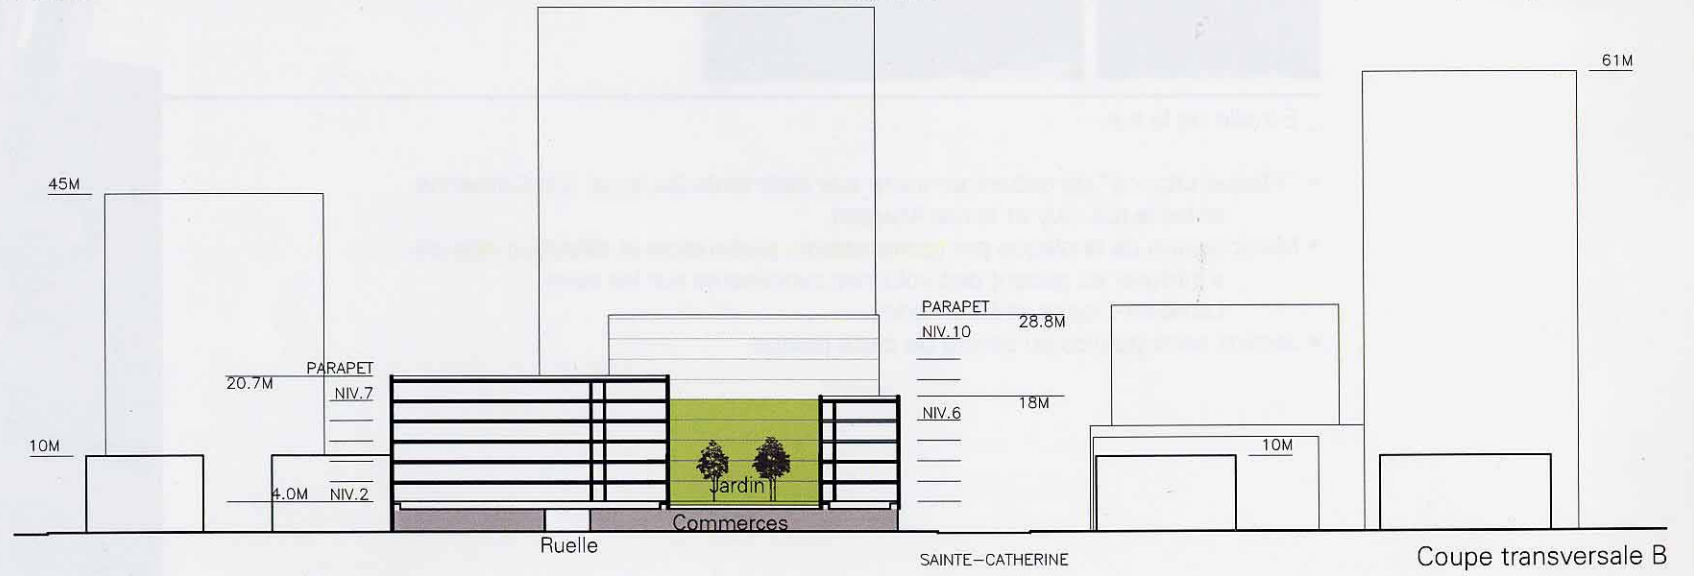 61M
45M
PARAPET
28.8M
NIV.10
PARAPET
20.7M
NIV.7
18M
NIV.6
10M
10M
4.0M NIV.2
Jardin
Commerces
Ruelle
SAINTE-CATHERINE
Coupe transversale B